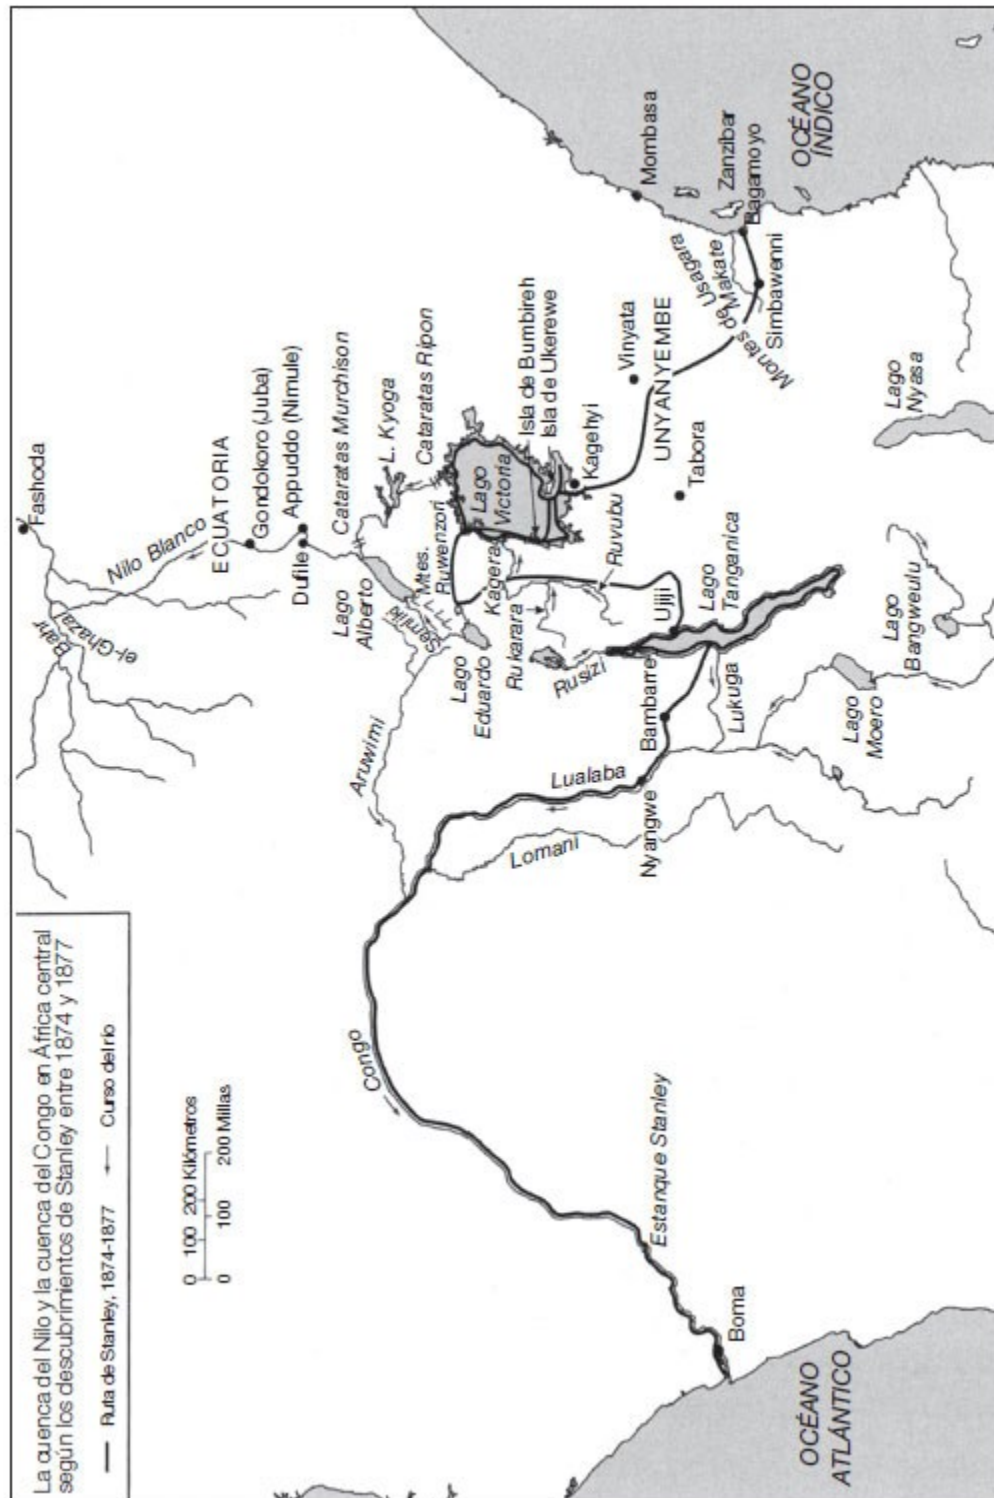 La cuenca del Nilo y la cuenca del Congo en África central
según los descubrimientos de Stanley entre 1874 y 1877
Ruta de Stanley, 1874-1877
Curso del río
0 100 200 Kilómetros
0 100 200 Millas
Fashoda
Bahr
el-Ghazal
Nilo Blanco
ECUATORIA
Gondokoro (Juba)
Appuddo (Nimule)
Dufile
Cataratas Murchison
L. Kyoga
Cataratas Ripon
Lago
Alberto
Semliki
Mtes.
Ruwenzori
Lago
Victoria
Isla de Bumbireh
Isla de Ukerewe
Kagehyi
Vinyata
UNYANYEMBE
Tabora
Mombasa
Zanzibar
Bagamoyo
OCÉANO
ÍNDICO
Usagara
Montes de Makate
Simbawenni
Lago
Nyasa
Aruwimi
Lago
Eduardo
Kagera
Rukarara
Ruvubu
Rusizi
Ujiji
Lago
Tanganica
Bambarre
Lukuga
Lago
Bangweulu
Lago
Moero
Lualaba
Nyangwe
Lomani
Congo
Estanque Stanley
Boma
OCÉANO
ATLÁNTICO